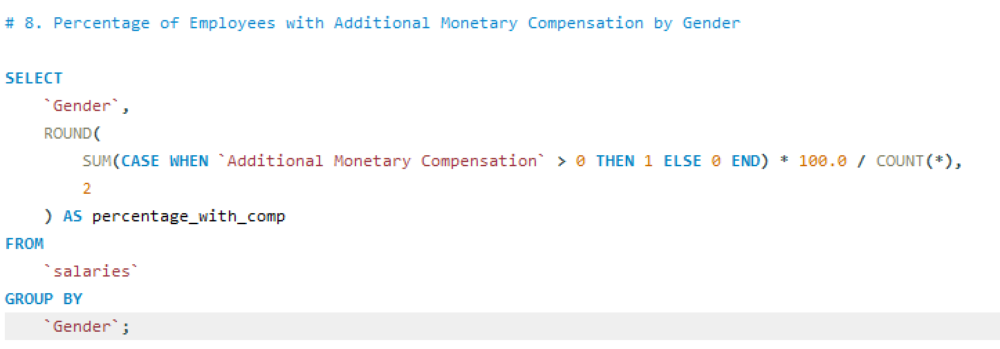 # 8. Percentage of Employees with Additional Monetary Compensation by Gender
SELECT
`Gender`,
ROUND(
SUM(CASE WHEN `Additional Monetary Compensation` > 0 THEN 1 ELSE 0 END) * 100.0 / COUNT(*),
2
) AS percentage_with_comp
FROM
`salaries`
GROUP BY
`Gender`;